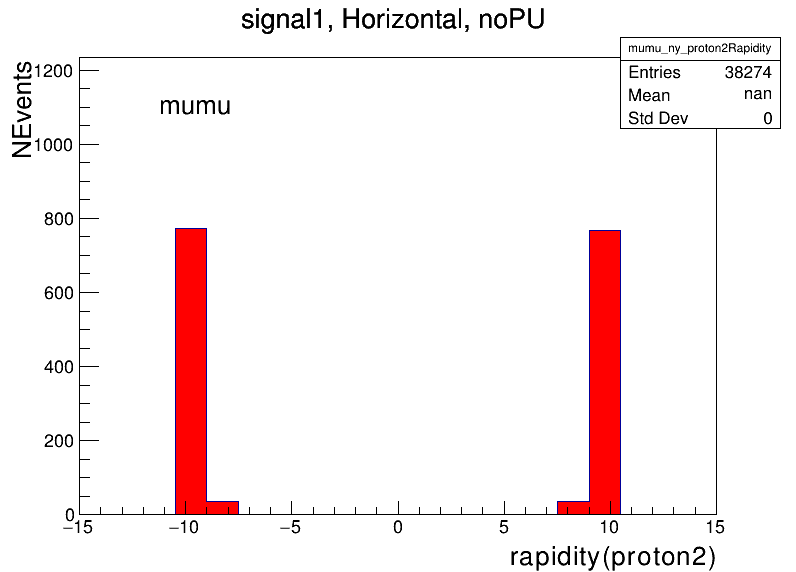 signal1, Horizontal, noPU
mumu_ny_proton2Rapidity
Entries 38274
Mean nan
Std Dev 0
NEvents
mumu
1200
1000
800
600
400
200
0
−15 −10 −5 0 5 10 15
rapidity(proton2)